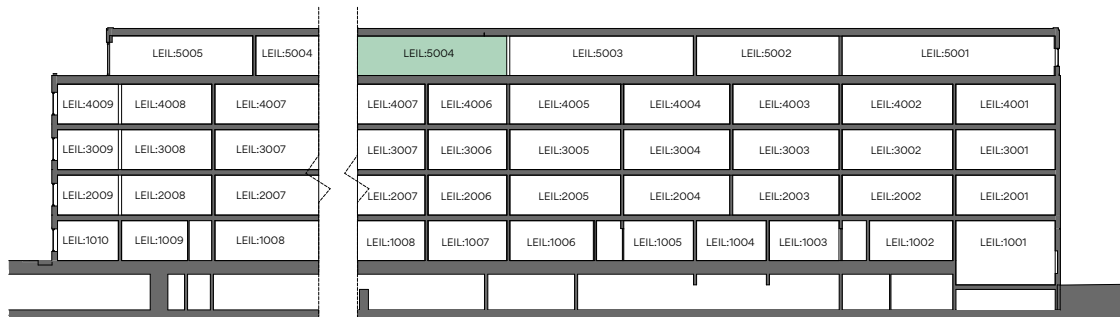 LEIL:5005 LEIL:5004 LEIL:5004 LEIL:5003 LEIL:5002 LEIL:5001
LEIL:4009 LEIL:4008 LEIL:4007 LEIL:4007 LEIL:4006 LEIL:4005 LEIL:4004 LEIL:4003 LEIL:4002 LEIL:4001
LEIL:3009 LEIL:3008 LEIL:3007 LEIL:3007 LEIL:3006 LEIL:3005 LEIL:3004 LEIL:3003 LEIL:3002 LEIL:3001
LEIL:2009 LEIL:2008 LEIL:2007 LEIL:2007 LEIL:2006 LEIL:2005 LEIL:2004 LEIL:2003 LEIL:2002 LEIL:2001
LEIL:1010 LEIL:1009 LEIL:1008 LEIL:1008 LEIL:1007 LEIL:1006 LEIL:1005 LEIL:1004 LEIL:1003 LEIL:1002 LEIL:1001